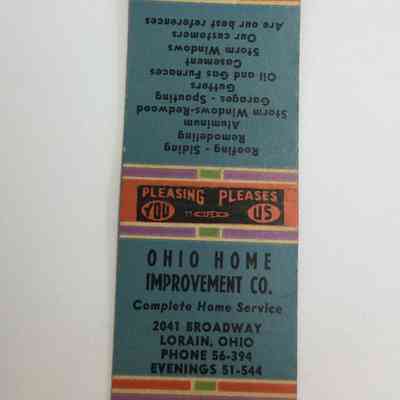 Roofing - Siding
Remodeling
Aluminum
Storm Windows-Redwood
Garages - Spouting
Gutters
Oil and Gas Furnaces
Casement
Storm Windows
Our customers
Are our best references
PLEASING PLEASES
YOU US
OHIO HOME
IMPROVEMENT CO.
Complete Home Service
2041 BROADWAY
LORAIN, OHIO
PHONE 56-394
EVENINGS 51-544